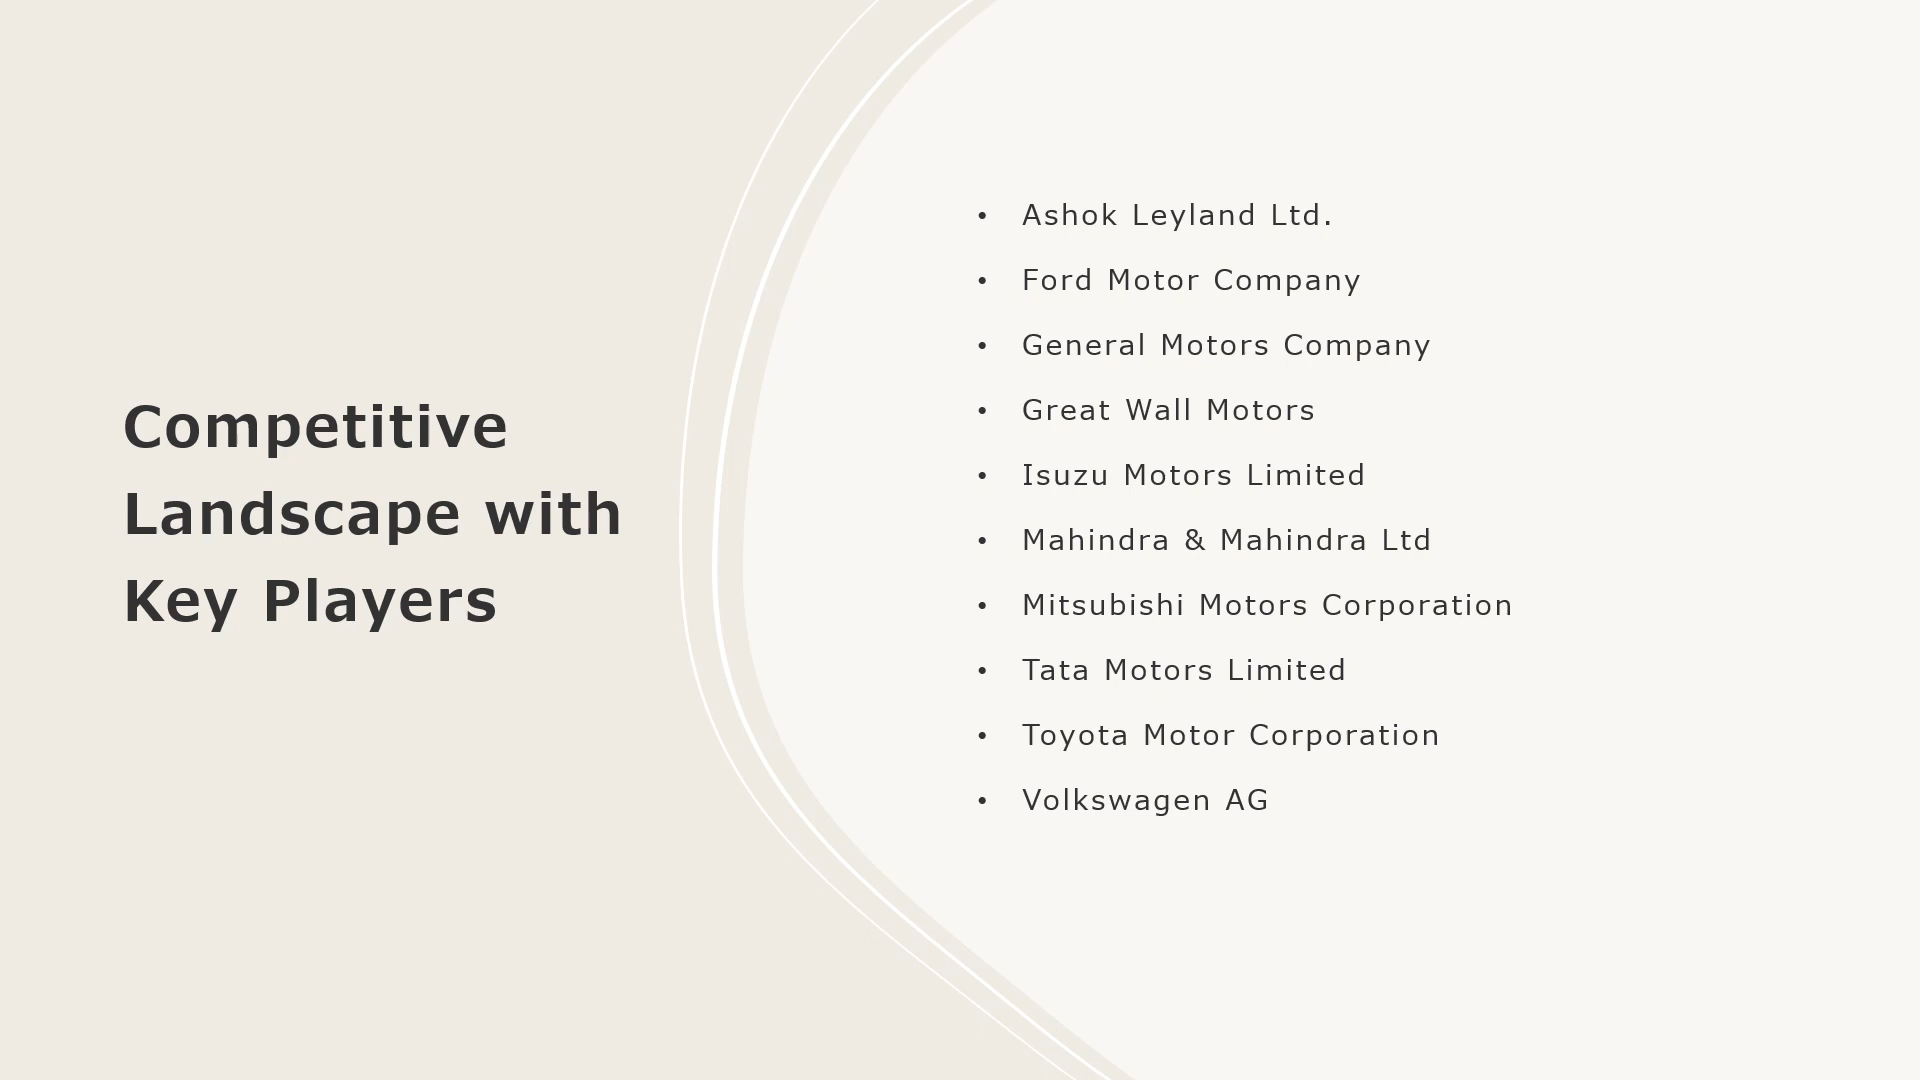 Competitive
Landscape with
Key Players
• Ashok Leyland Ltd.
• Ford Motor Company
• General Motors Company
• Great Wall Motors
• Isuzu Motors Limited
• Mahindra & Mahindra Ltd
• Mitsubishi Motors Corporation
• Tata Motors Limited
• Toyota Motor Corporation
• Volkswagen AG